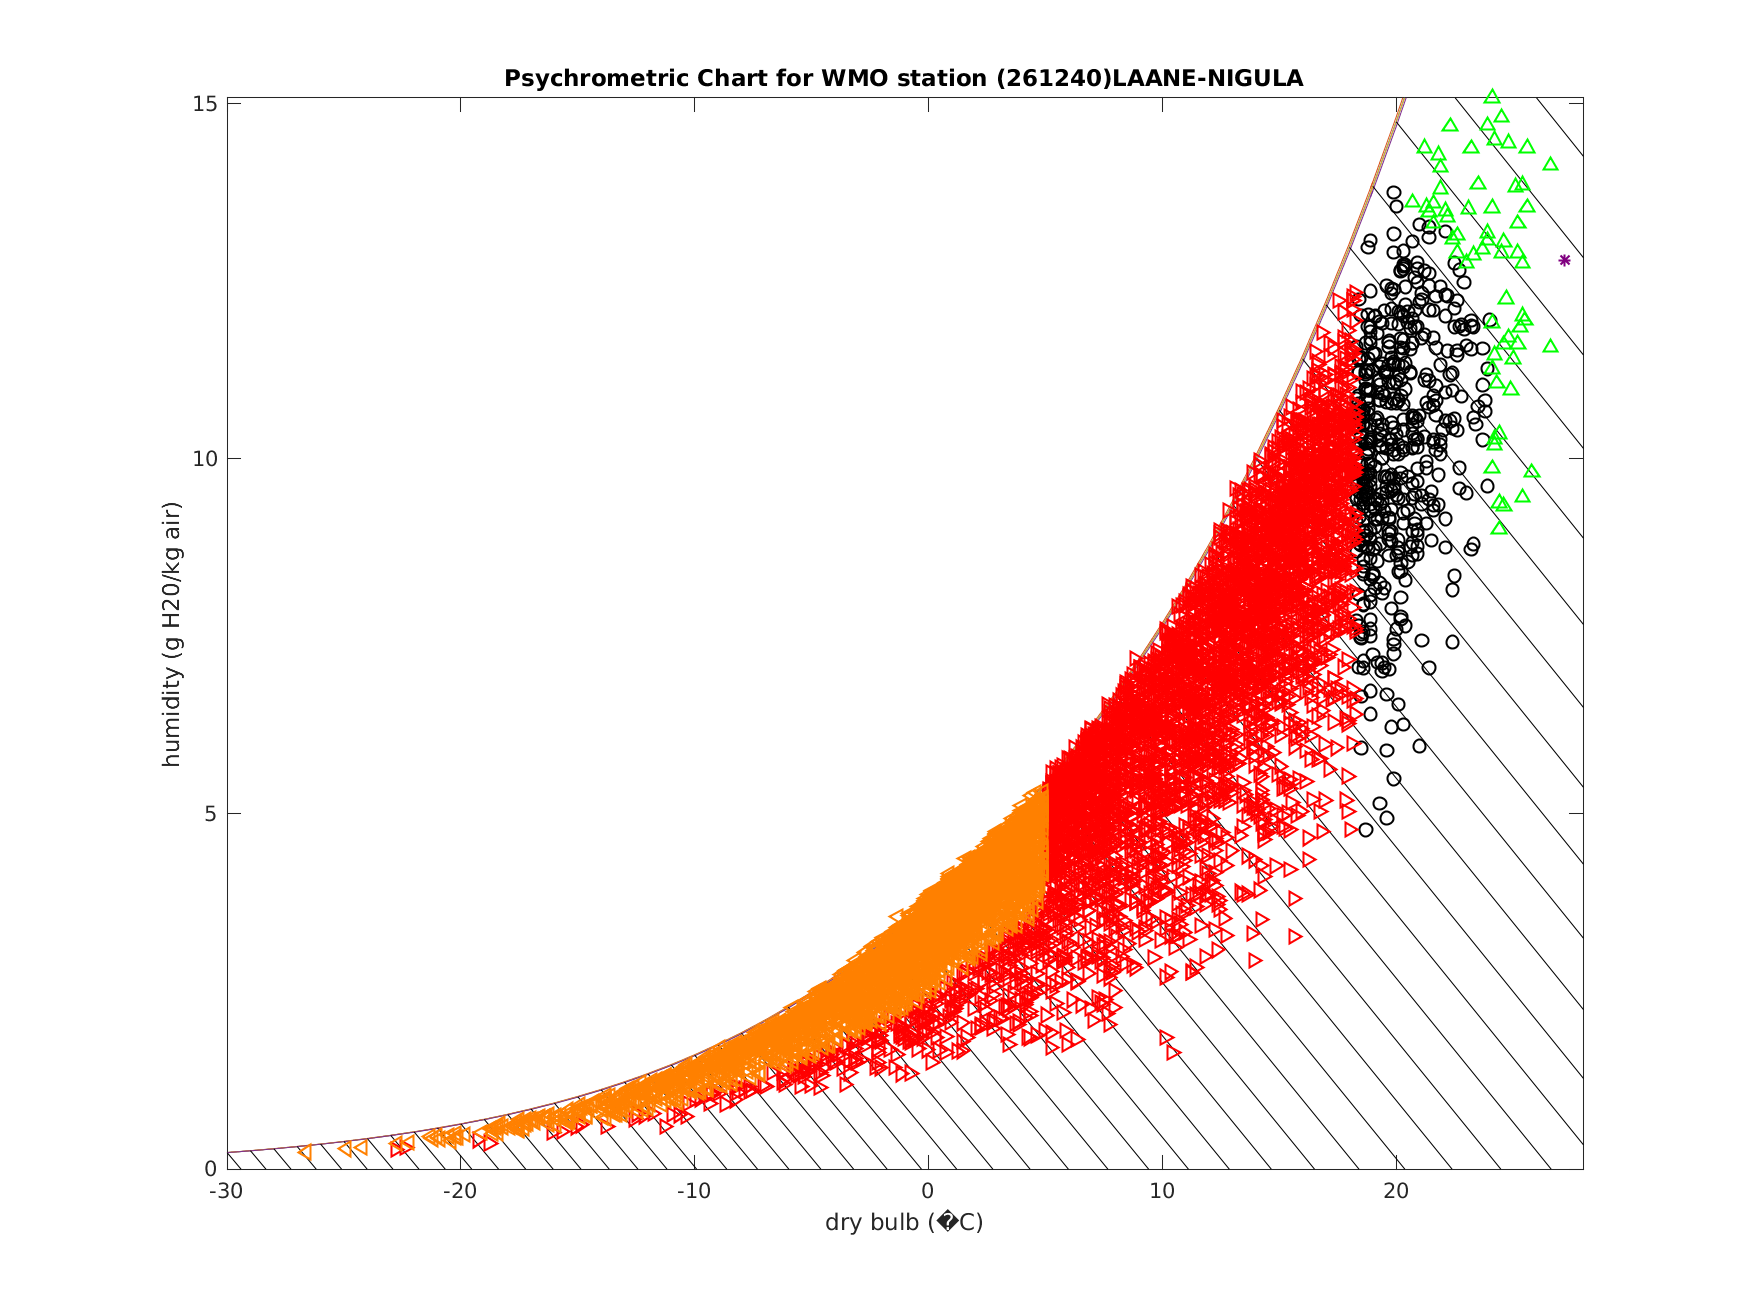 Psychrometric Chart for WMO station (261240)LAANE-NIGULA
15
10
5
0
humidity (g H20/kg air)
-30 -20 -10 0 10 20
dry bulb (�C)